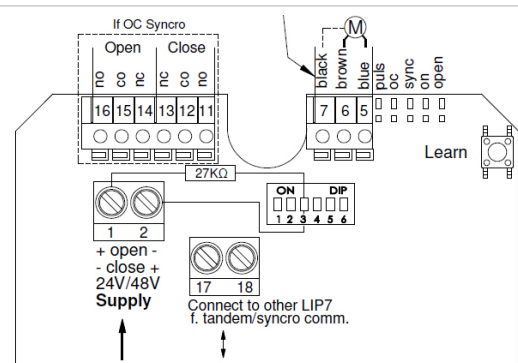 If OC Syncro
Open Close
no co nc nc co no
16 15 14 13 12 11
M
black brown blue
7 6 5
puls oc sync on open
Learn
27KΩ
ON DIP
1 2 3 4 5 6
1 2
+ open -
- close +
24V/48V
Supply
17 18
Connect to other LIP7
f. tandem/syncro comm.